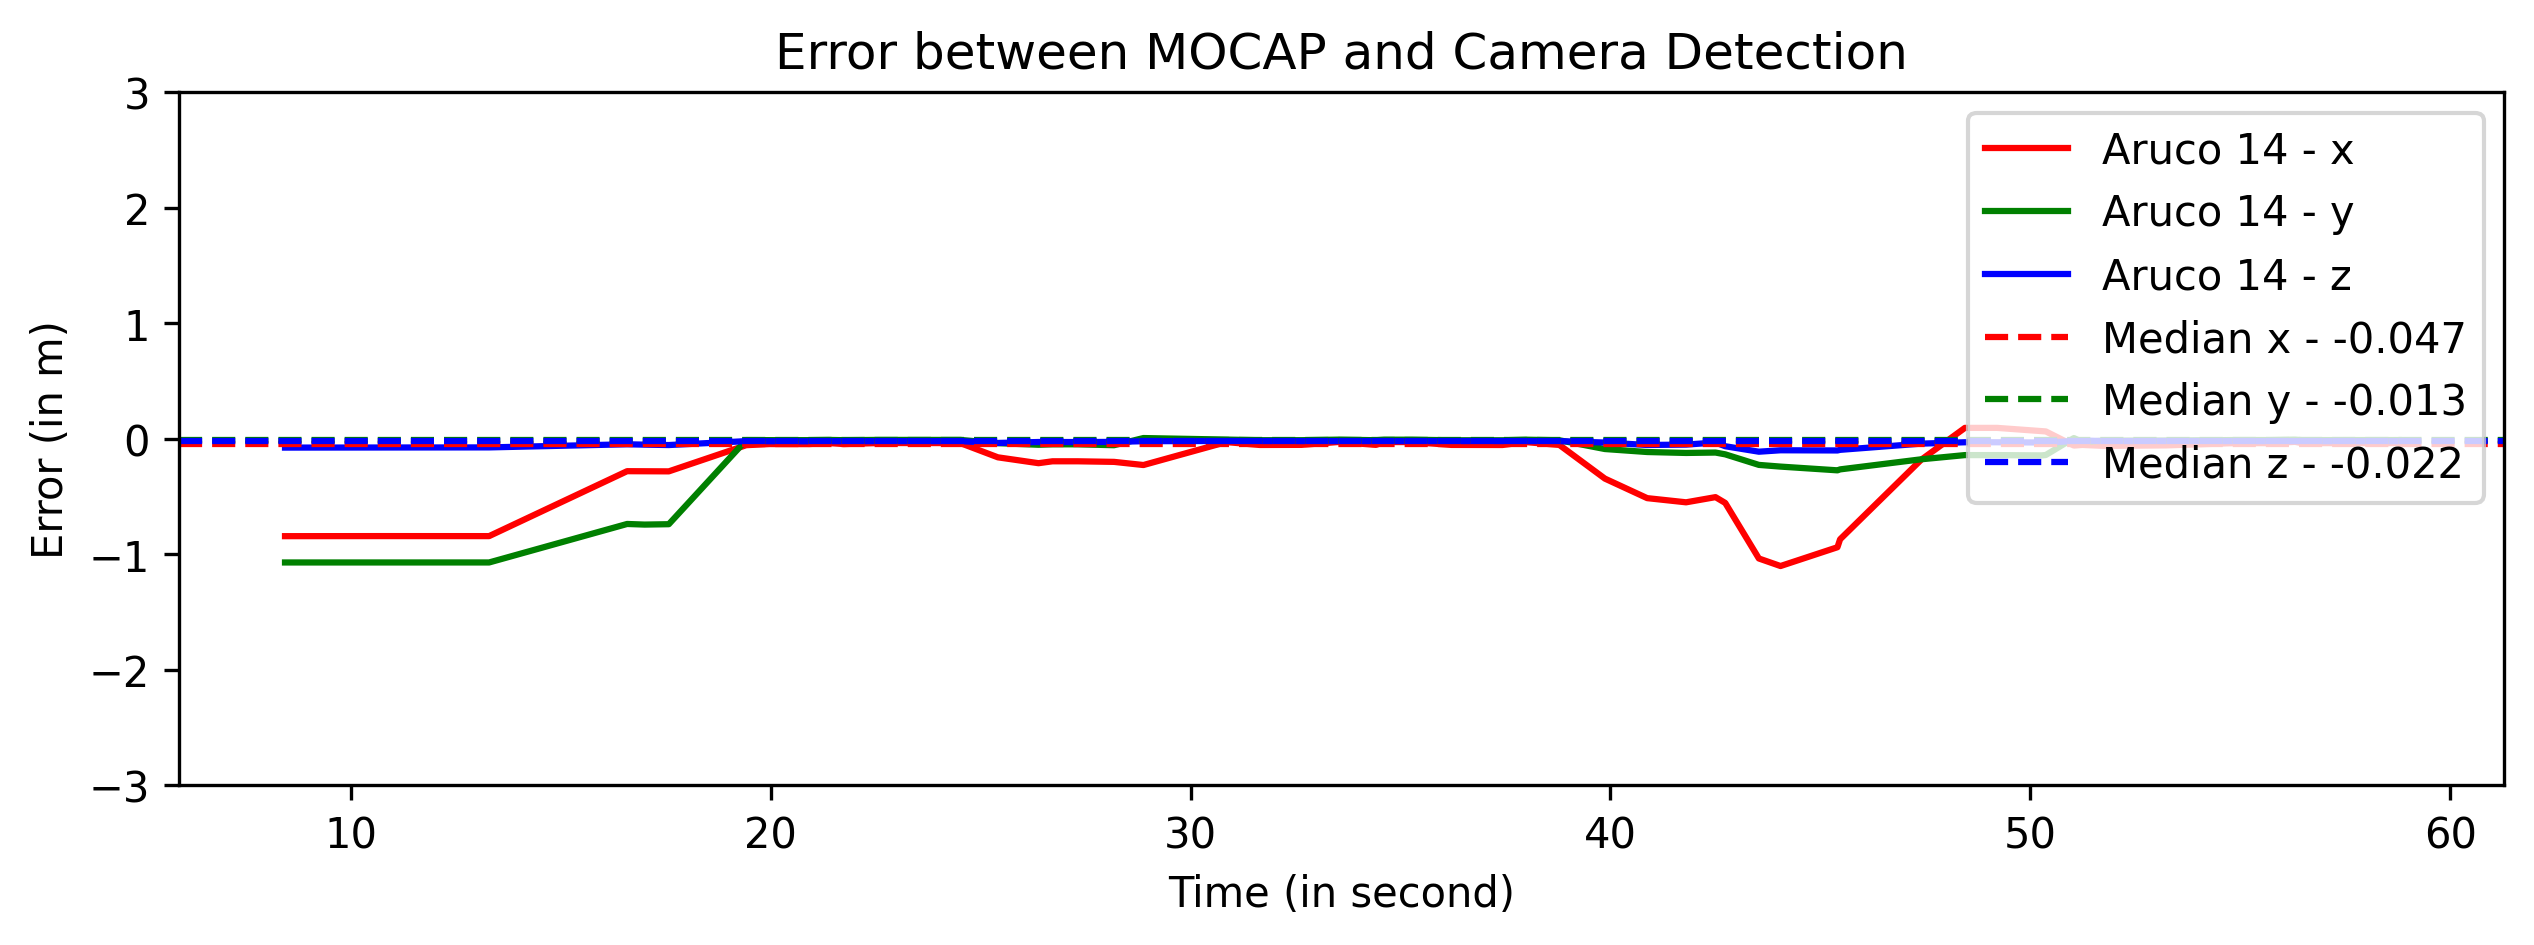 Error between MOCAP and Camera Detection
3
2
1
0
−1
−2
−3
Error (in m)
Aruco 14 - x
Aruco 14 - y
Aruco 14 - z
Median x - -0.047
Median y - -0.013
Median z - -0.022
10 20 30 40 50 60
Time (in second)